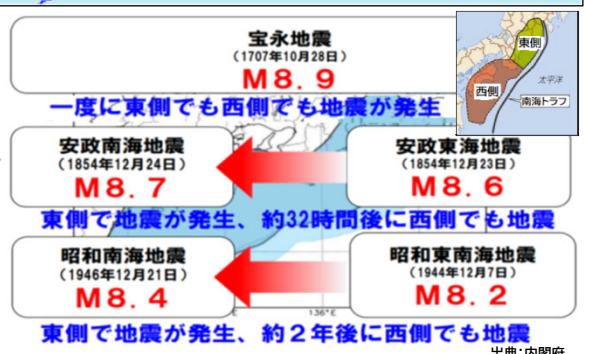 宝永地震
(1707年10月28日)
M8.9
一度に東側でも西側でも地震が発生
東側
西側
太平洋
南海トラフ
安政南海地震
(1854年12月24日)
M8.7
安政東海地震
(1854年12月23日)
M8.6
東側で地震が発生、約32時間後に西側でも地震
昭和南海地震
(1946年12月21日)
M8.4
昭和東南海地震
(1944年12月7日)
M8.2
136°E
東側で地震が発生、約2年後に西側でも地震
出典:内閣府